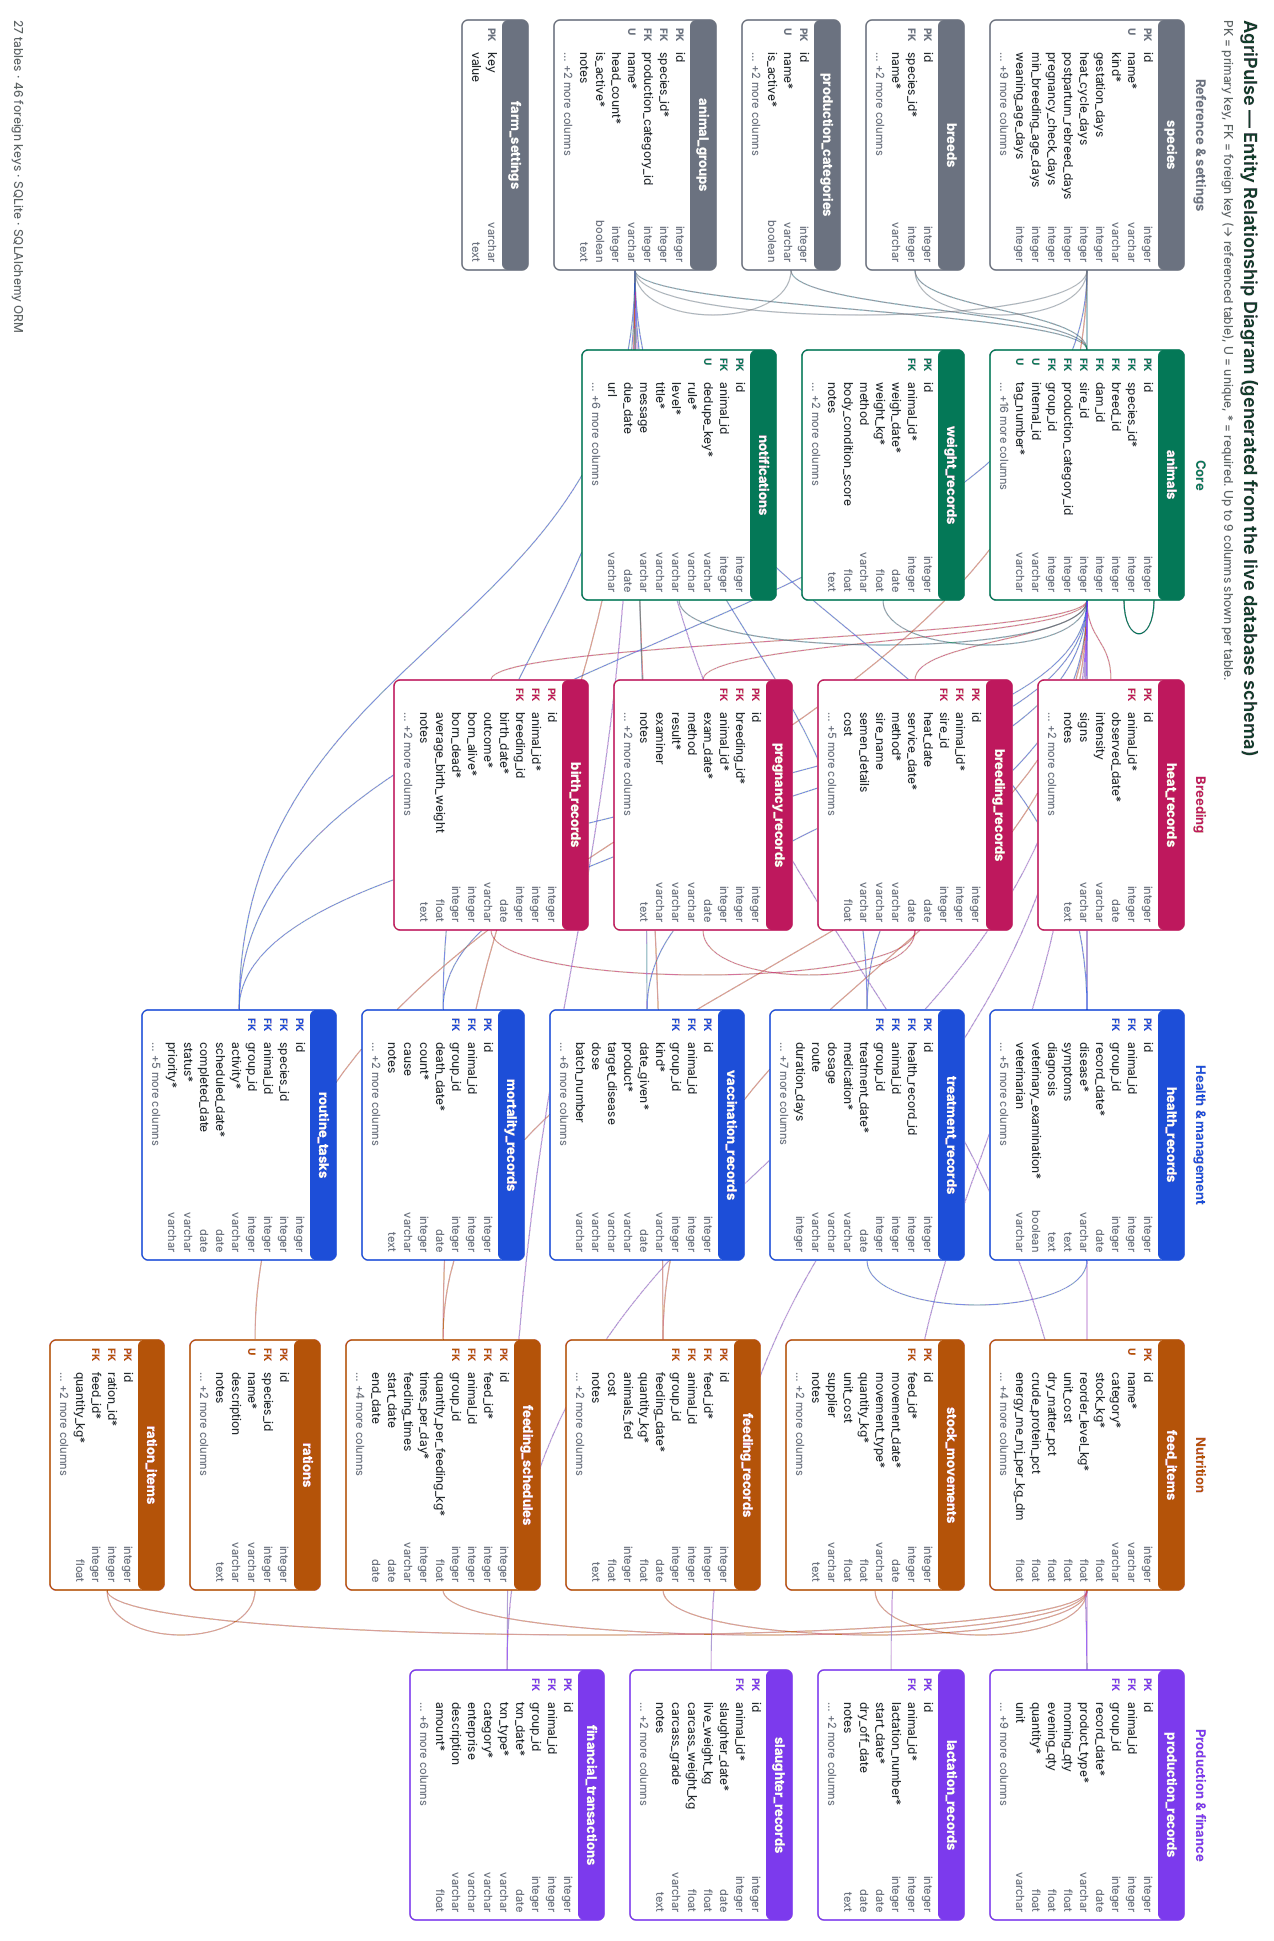 AgriPulse — Entity Relationship Diagram (generated from the live database schema)
PK = primary key, FK = foreign key (→ referenced table), U = unique, * = required. Up to 9 columns shown per table.
Reference & settings
species
PK id integer
U name* varchar
kind* varchar
gestation_days integer
heat_cycle_days integer
postpartum_rebreed_days integer
pregnancy_check_days integer
min_breeding_age_days integer
weaning_age_days integer
... +9 more columns
breeds
PK id integer
FK species_id* integer
name* varchar
... +2 more columns
production_categories
PK id integer
U name* varchar
is_active* boolean
... +2 more columns
animal_groups
PK id integer
FK species_id* integer
FK production_category_id integer
U name* varchar
head_count* integer
is_active* boolean
notes text
... +2 more columns
farm_settings
PK key varchar
value text
Core
animals
PK id integer
FK species_id* integer
FK breed_id integer
FK dam_id integer
FK sire_id integer
FK production_category_id integer
FK group_id integer
U internal_id varchar
U tag_number* varchar
... +16 more columns
weight_records
PK id integer
FK animal_id* integer
weigh_date* date
weight_kg* float
method varchar
body_condition_score float
notes text
... +2 more columns
notifications
PK id integer
FK animal_id integer
U dedupe_key* varchar
rule* varchar
level* varchar
title* varchar
message varchar
due_date date
url varchar
... +6 more columns
Breeding
heat_records
PK id integer
FK animal_id* integer
observed_date* date
intensity varchar
signs varchar
notes text
... +2 more columns
breeding_records
PK id integer
FK animal_id* integer
FK sire_id integer
heat_date date
service_date* date
method* varchar
sire_name varchar
semen_details varchar
cost float
... +5 more columns
pregnancy_records
PK id integer
FK breeding_id* integer
FK animal_id* integer
exam_date* date
method varchar
result* varchar
examiner varchar
notes text
... +2 more columns
birth_records
PK id integer
FK animal_id* integer
FK breeding_id integer
birth_date* date
outcome* varchar
born_alive* integer
born_dead* integer
average_birth_weight float
notes text
... +2 more columns
Health & management
health_records
PK id integer
FK animal_id integer
FK group_id integer
record_date* date
disease* varchar
symptoms text
diagnosis text
veterinary_examination* boolean
veterinarian varchar
... +5 more columns
treatment_records
PK id integer
FK health_record_id integer
FK animal_id integer
FK group_id integer
treatment_date* date
medication* varchar
dosage varchar
route varchar
duration_days integer
... +7 more columns
vaccination_records
PK id integer
FK animal_id integer
FK group_id integer
kind* varchar
date_given* date
product* varchar
target_disease varchar
dose varchar
batch_number varchar
... +6 more columns
mortality_records
PK id integer
FK animal_id integer
FK group_id integer
death_date* date
count* integer
cause varchar
notes text
... +2 more columns
routine_tasks
PK id integer
FK species_id integer
FK animal_id integer
FK group_id integer
activity* varchar
scheduled_date* date
completed_date date
status* varchar
priority* varchar
... +5 more columns
Nutrition
feed_items
PK id integer
U name* varchar
category* varchar
stock_kg* float
reorder_level_kg* float
unit_cost float
dry_matter_pct float
crude_protein_pct float
energy_me_mj_per_kg_dm float
... +4 more columns
stock_movements
PK id integer
FK feed_id* integer
movement_date* date
movement_type* varchar
quantity_kg* float
unit_cost float
supplier varchar
notes text
... +2 more columns
feeding_records
PK id integer
FK feed_id* integer
FK animal_id integer
FK group_id integer
feeding_date* date
quantity_kg* float
animals_fed integer
cost float
notes text
... +2 more columns
feeding_schedules
PK id integer
FK feed_id* integer
FK animal_id integer
FK group_id integer
quantity_per_feeding_kg* float
times_per_day* integer
feeding_times varchar
start_date date
end_date date
... +4 more columns
rations
PK id integer
FK species_id integer
U name* varchar
description varchar
notes text
... +2 more columns
ration_items
PK id integer
FK ration_id* integer
FK feed_id* integer
quantity_kg* float
... +2 more columns
Production & finance
production_records
PK id integer
FK animal_id integer
FK group_id integer
record_date* date
product_type* varchar
morning_qty float
evening_qty float
quantity* float
unit varchar
... +9 more columns
lactation_records
PK id integer
FK animal_id* integer
lactation_number* integer
start_date* date
dry_off_date date
notes text
... +2 more columns
slaughter_records
PK id integer
FK animal_id* integer
slaughter_date* date
live_weight_kg float
carcass_weight_kg float
carcass_grade varchar
notes text
... +2 more columns
financial_transactions
PK id integer
FK animal_id integer
FK group_id integer
txn_date* date
txn_type* varchar
category* varchar
enterprise varchar
description varchar
amount* float
... +6 more columns
27 tables · 46 foreign keys · SQLite · SQLAlchemy ORM